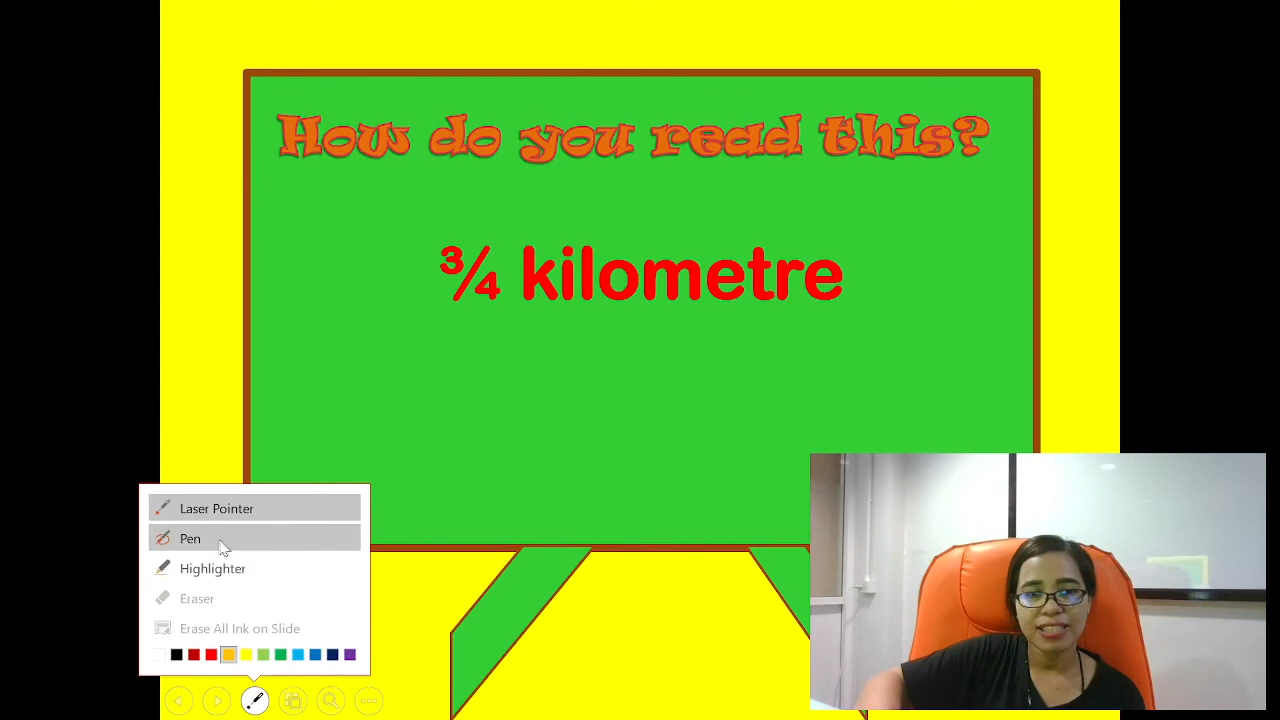 How do you read this?
¾ kilometre
Laser Pointer
Pen
Highlighter
Eraser
Erase All Ink on Slide